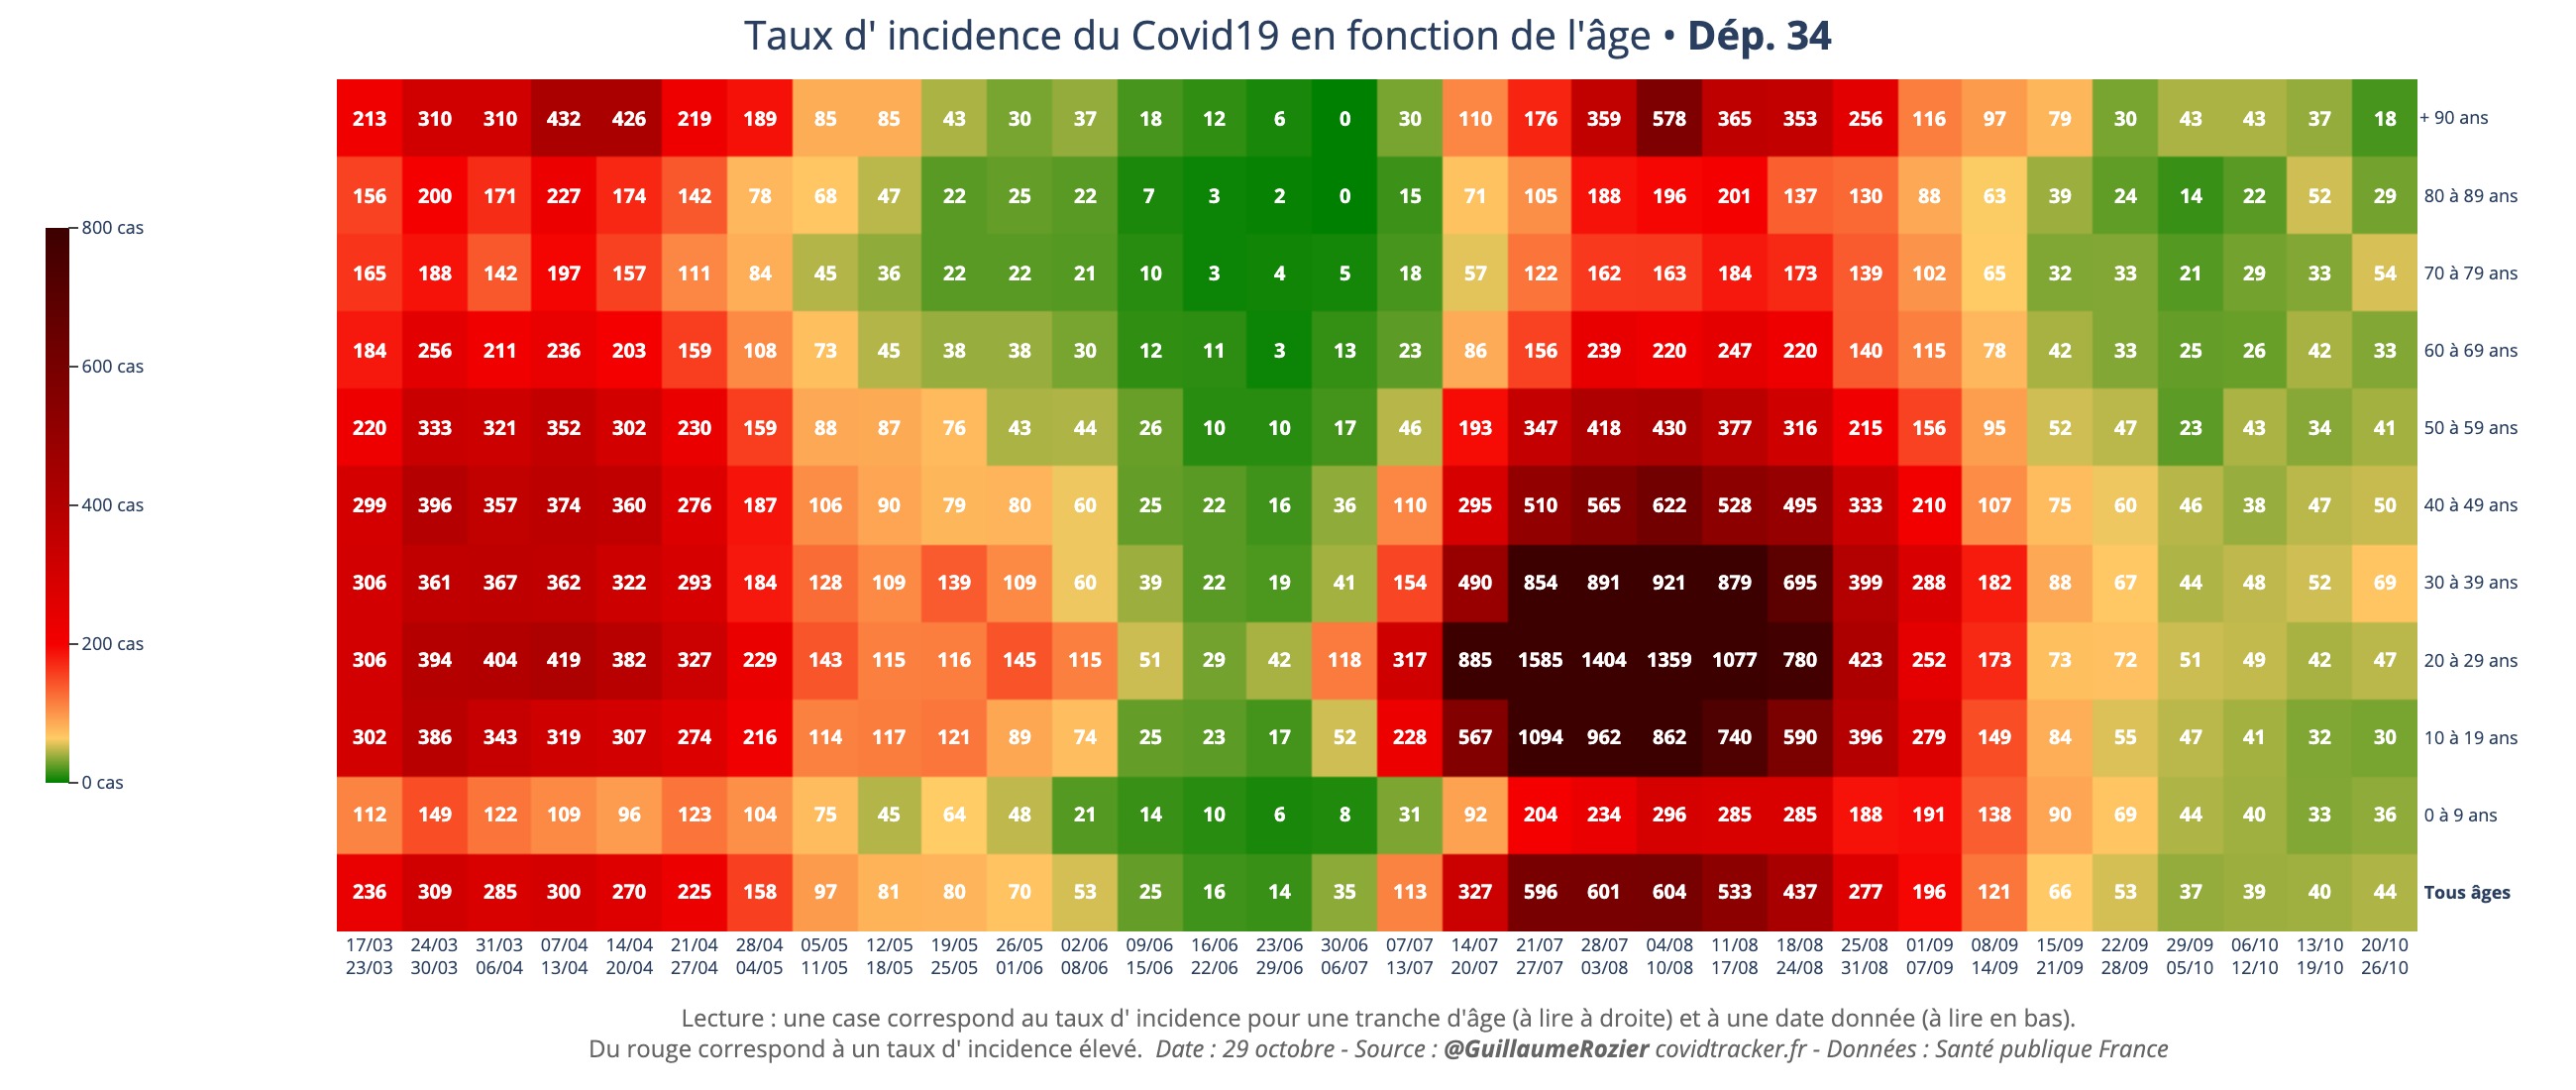 Taux d' incidence du Covid19 en fonction de l'âge • Dép. 34
800 cas
600 cas
400 cas
200 cas
0 cas
213 310 310 432 426 219 189 85 85 43 30 37 18 12 6 0 30 110 176 359 578 365 353 256 116 97 79 30 43 43 37 18 + 90 ans
156 200 171 227 174 142 78 68 47 22 25 22 7 3 2 0 15 71 105 188 196 201 137 130 88 63 39 24 14 22 52 29 80 à 89 ans
165 188 142 197 157 111 84 45 36 22 22 21 10 3 4 5 18 57 122 162 163 184 173 139 102 65 32 33 21 29 33 54 70 à 79 ans
184 256 211 236 203 159 108 73 45 38 38 30 12 11 3 13 23 86 156 239 220 247 220 140 115 78 42 33 25 26 42 33 60 à 69 ans
220 333 321 352 302 230 159 88 87 76 43 44 26 10 10 17 46 193 347 418 430 377 316 215 156 95 52 47 23 43 34 41 50 à 59 ans
299 396 357 374 360 276 187 106 90 79 80 60 25 22 16 36 110 295 510 565 622 528 495 333 210 107 75 60 46 38 47 50 40 à 49 ans
306 361 367 362 322 293 184 128 109 139 109 60 39 22 19 41 154 490 854 891 921 879 695 399 288 182 88 67 44 48 52 69 30 à 39 ans
306 394 404 419 382 327 229 143 115 116 145 115 51 29 42 118 317 885 1585 1404 1359 1077 780 423 252 173 73 72 51 49 42 47 20 à 29 ans
302 386 343 319 307 274 216 114 117 121 89 74 25 23 17 52 228 567 1094 962 862 740 590 396 279 149 84 55 47 41 32 30 10 à 19 ans
112 149 122 109 96 123 104 75 45 64 48 21 14 10 6 8 31 92 204 234 296 285 285 188 191 138 90 69 44 40 33 36 0 à 9 ans
236 309 285 300 270 225 158 97 81 80 70 53 25 16 14 35 113 327 596 601 604 533 437 277 196 121 66 53 37 39 40 44 Tous âges
17/03 24/03 31/03 07/04 14/04 21/04 28/04 05/05 12/05 19/05 26/05 02/06 09/06 16/06 23/06 30/06 07/07 14/07 21/07 28/07 04/08 11/08 18/08 25/08 01/09 08/09 15/09 22/09 29/09 06/10 13/10 20/10
23/03 30/03 06/04 13/04 20/04 27/04 04/05 11/05 18/05 25/05 01/06 08/06 15/06 22/06 29/06 06/07 13/07 20/07 27/07 03/08 10/08 17/08 24/08 31/08 07/09 14/09 21/09 28/09 05/10 12/10 19/10 26/10
Lecture : une case correspond au taux d' incidence pour une tranche d'âge (à lire à droite) et à une date donnée (à lire en bas).
Du rouge correspond à un taux d' incidence élevé. Date : 29 octobre - Source : @GuillaumeRozier covidtracker.fr - Données : Santé publique France